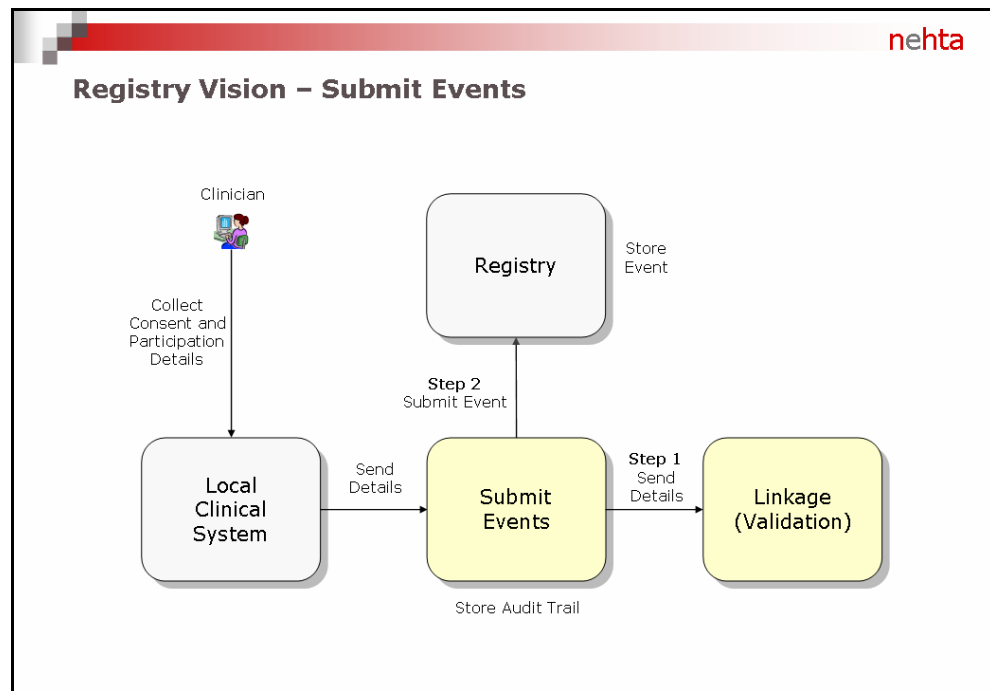 nehta
Registry Vision – Submit Events
Clinician
Collect
Consent and
Participation
Details
Registry
Store
Event
Step 2
Submit Event
Local
Clinical
System
Send
Details
Submit
Events
Step 1
Send
Details
Linkage
(Validation)
Store Audit Trail